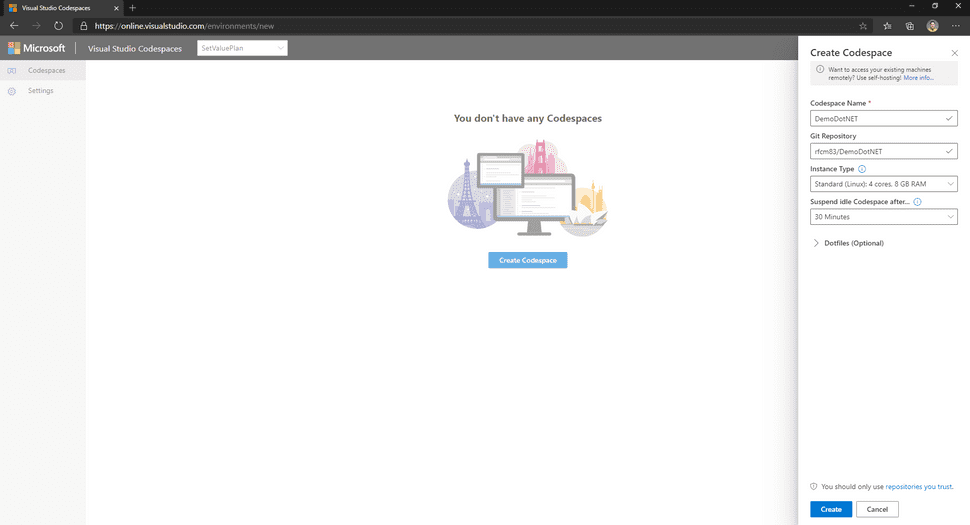 Visual Studio Codespaces
https://online.visualstudio.com/environments/new
Microsoft
Visual Studio Codespaces
SetValuePlan
Codespaces
Settings
You don't have any Codespaces
Create Codespace
Create Codespace
Want to access your existing machines
remotely? Use self-hosting! More info...
Codespace Name *
DemoDotNET
Git Repository
rfcm83/DemoDotNET
Instance Type
Standard (Linux): 4 cores, 8 GB RAM
Suspend idle Codespace after...
30 Minutes
Dotfiles (Optional)
You should only use repositories you trust.
Create
Cancel